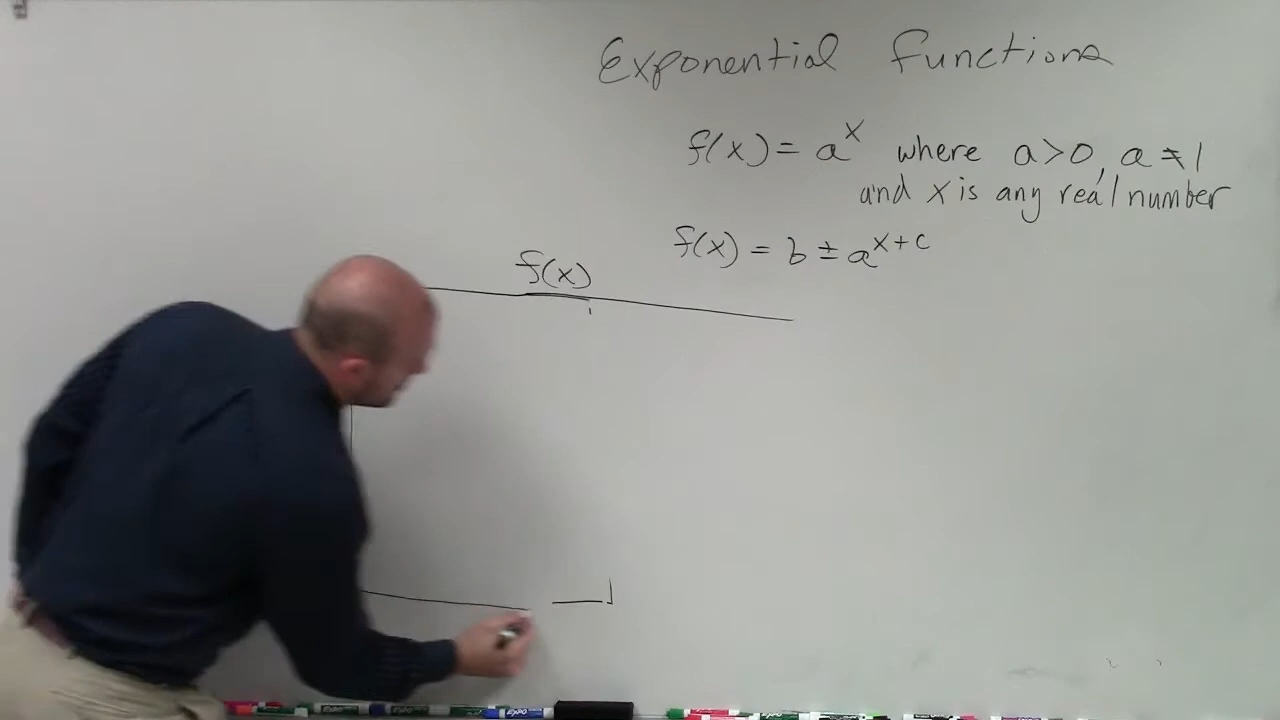 Exponential functions
f(x) = a^x where a>0, a≠1
and x is any real number
f(x) = b ± a^{x+c}
f(x)